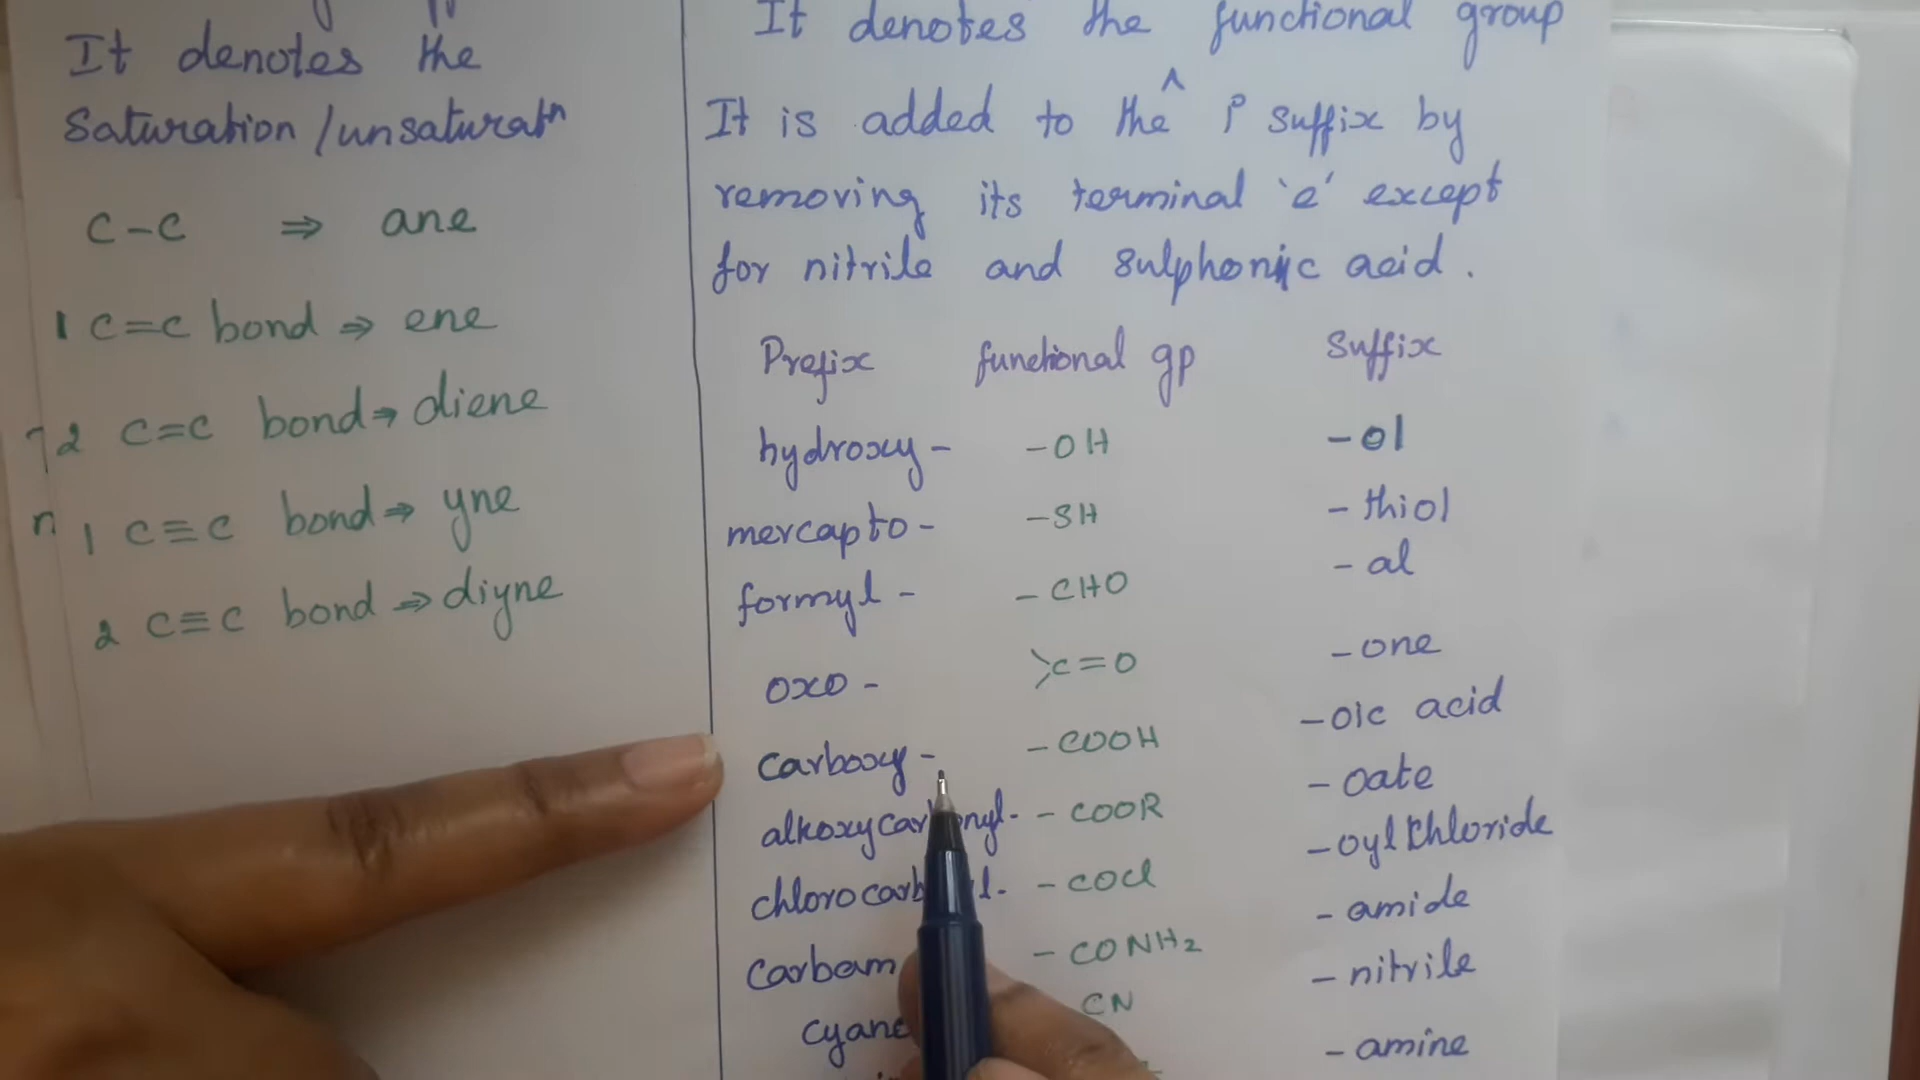 It denotes the
Saturation/unsaturatn
C-C ⇒ ane
1 C=C bond ⇒ ene
2 C=C bond ⇒ diene
1 C≡C bond ⇒ yne
2 C≡C bond ⇒ diyne
It denotes the functional group
It is added to the ^ 1° suffix by
removing its terminal 'e' except
for nitrile and sulphonic acid.
Prefix functional gp Suffix
hydroxy- -OH -ol
mercapto- -SH -thiol
formyl- -CHO -al
oxo- >C=O -one
Carboxy- -COOH -oic acid
-COOR -oate
-COCl -oyl chloride
-CONH₂ -amide
CN -nitrile
-amine